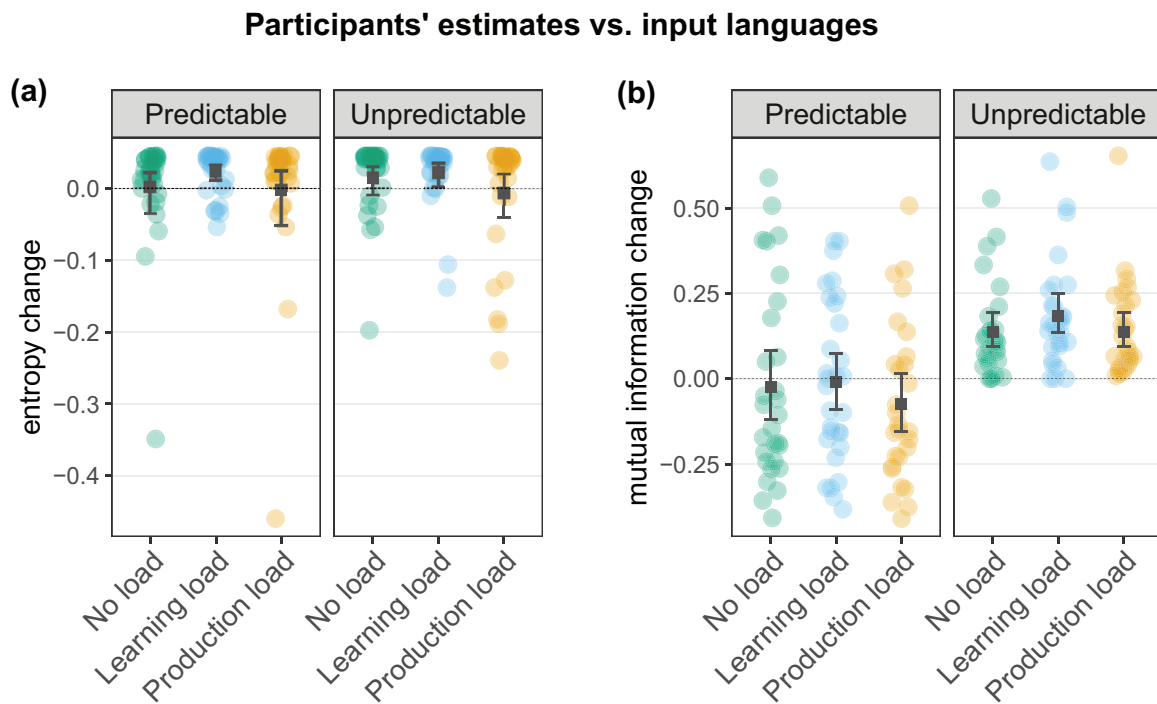 Participants' estimates vs. input languages
(a)
Predictable
Unpredictable
entropy change
0.0
−0.1
−0.2
−0.3
−0.4
No load
Learning load
Production load
No load
Learning load
Production load
(b)
Predictable
Unpredictable
mutual information change
0.50
0.25
0.00
−0.25
No load
Learning load
Production load
No load
Learning load
Production load